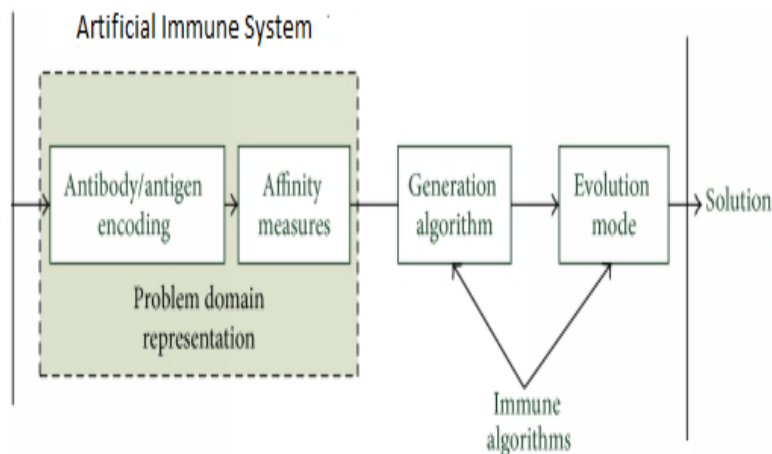 Artificial Immune System
Antibody/antigen
encoding
Affinity
measures
Problem domain
representation
Generation
algorithm
Evolution
mode
Solution
Immune
algorithms